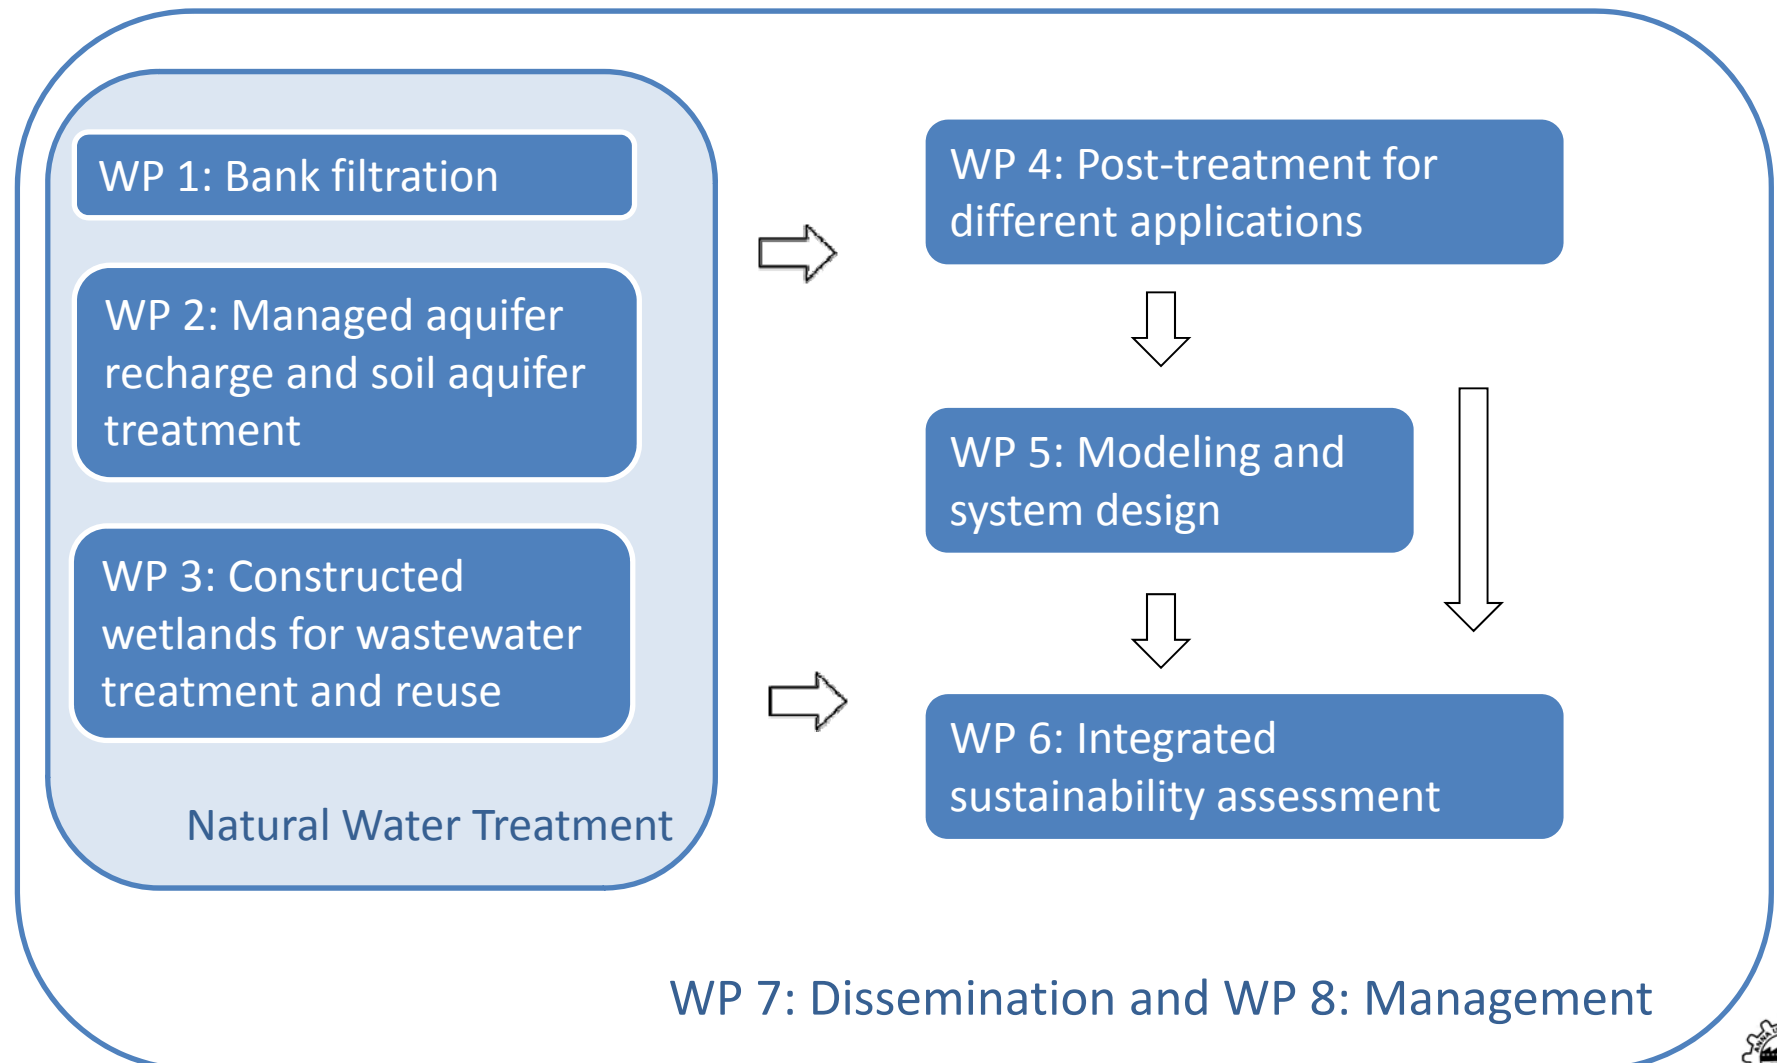 WP 1: Bank filtration
WP 2: Managed aquifer
recharge and soil aquifer
treatment
WP 3: Constructed
wetlands for wastewater
treatment and reuse
Natural Water Treatment
WP 4: Post-treatment for
different applications
WP 5: Modeling and
system design
WP 6: Integrated
sustainability assessment
WP 7: Dissemination and WP 8: Management